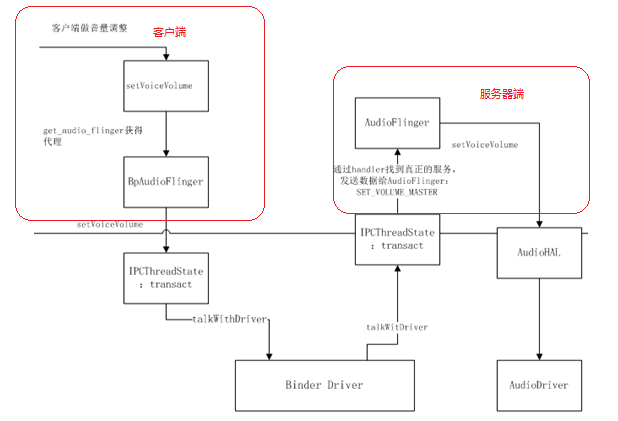 客户端做音量调整
客户端
setVoiceVolume
get_audio_flinger获得
代理
BpAudioFlinger
setVoiceVolume
IPCThreadState
：transact
talkWithDriver
Binder Driver
服务器端
AudioFlinger
setVoiceVolume
通过handler找到真正的服务，
发送数据给AudioFlinger：
SET_VOLUME_MASTER
IPCThreadState
：transact
talkWitDriver
AudioHAL
AudioDriver